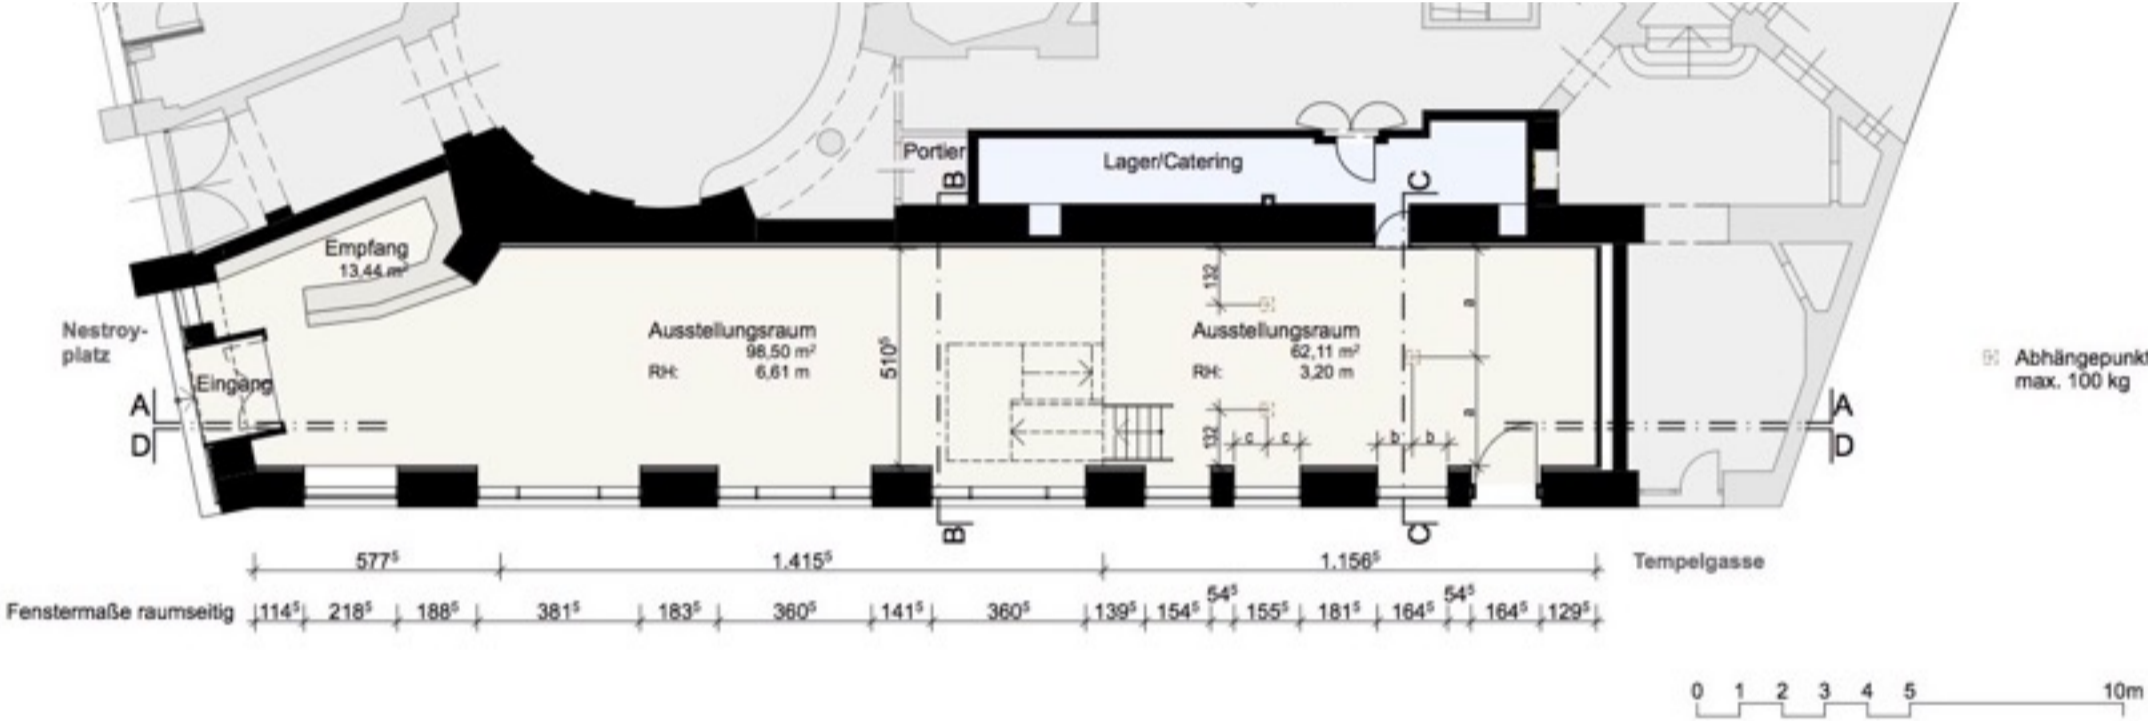 Portier
Lager/Catering
B
C
Empfang
13,44 m²
Nestroy-
platz
Eingang
Ausstellungsraum
98,50 m²
RH: 6,61 m
510⁵
132
132
Ausstellungsraum
62,11 m²
RH: 3,20 m
a
a
c c
b b
A
D
A
D
Abhängepunkt
max. 100 kg
B
C
577⁵ 1.415⁵ 1.156⁵
Tempelgasse
54⁵ 54⁵
Fenstermaße raumseitig 114⁵ 218⁵ 188⁵ 381⁵ 183⁵ 360⁵ 141⁵ 360⁵ 139⁵ 154⁵ 155⁵ 181⁵ 164⁵ 164⁵ 129⁵
0 1 2 3 4 5 10m